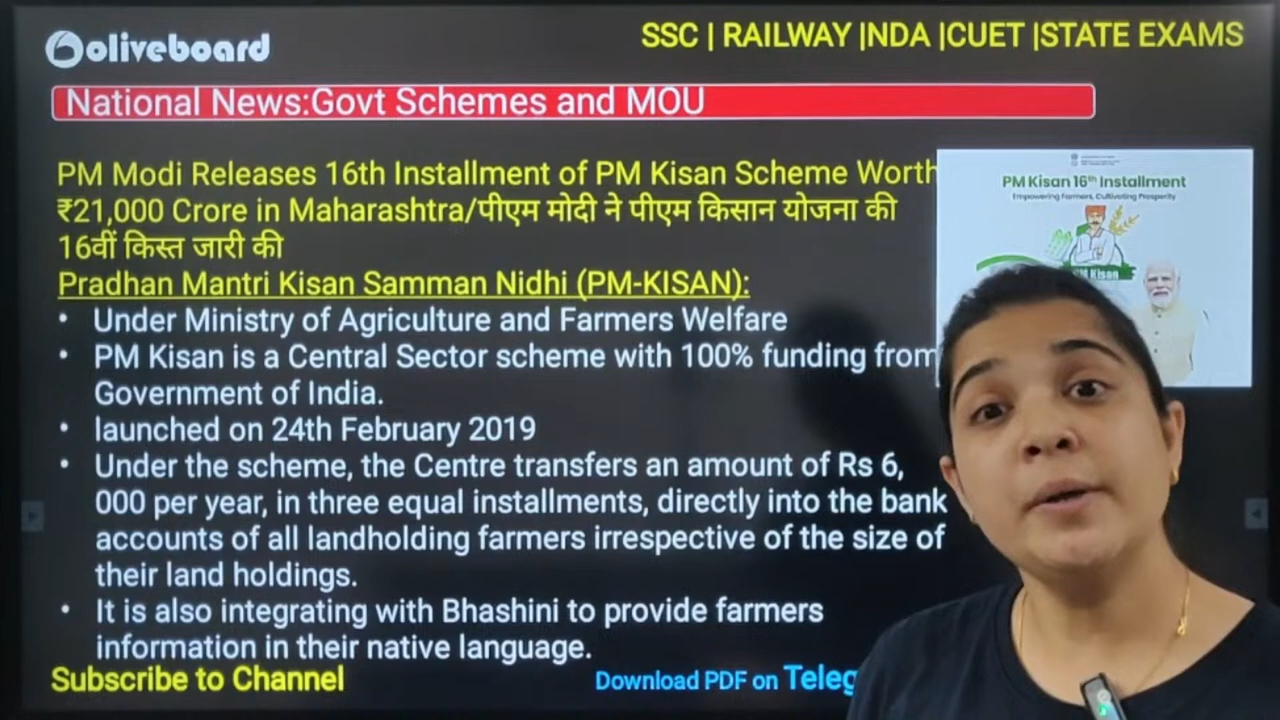 oliveboard
SSC | RAILWAY |NDA |CUET |STATE EXAMS
National News:Govt Schemes and MOU
PM Modi Releases 16th Installment of PM Kisan Scheme Worth
₹21,000 Crore in Maharashtra/पीएम मोदी ने पीएम किसान योजना की
16वीं किस्त जारी की
Pradhan Mantri Kisan Samman Nidhi (PM-KISAN):
• Under Ministry of Agriculture and Farmers Welfare
• PM Kisan is a Central Sector scheme with 100% funding from
Government of India.
• launched on 24th February 2019
• Under the scheme, the Centre transfers an amount of Rs 6,
000 per year, in three equal installments, directly into the bank
accounts of all landholding farmers irrespective of the size of
their land holdings.
• It is also integrating with Bhashini to provide farmers
information in their native language.
Subscribe to Channel
Download PDF on Teleg
PM Kisan 16th Installment
Empowering Farmers, Cultivating Prosperity
PM Kisan